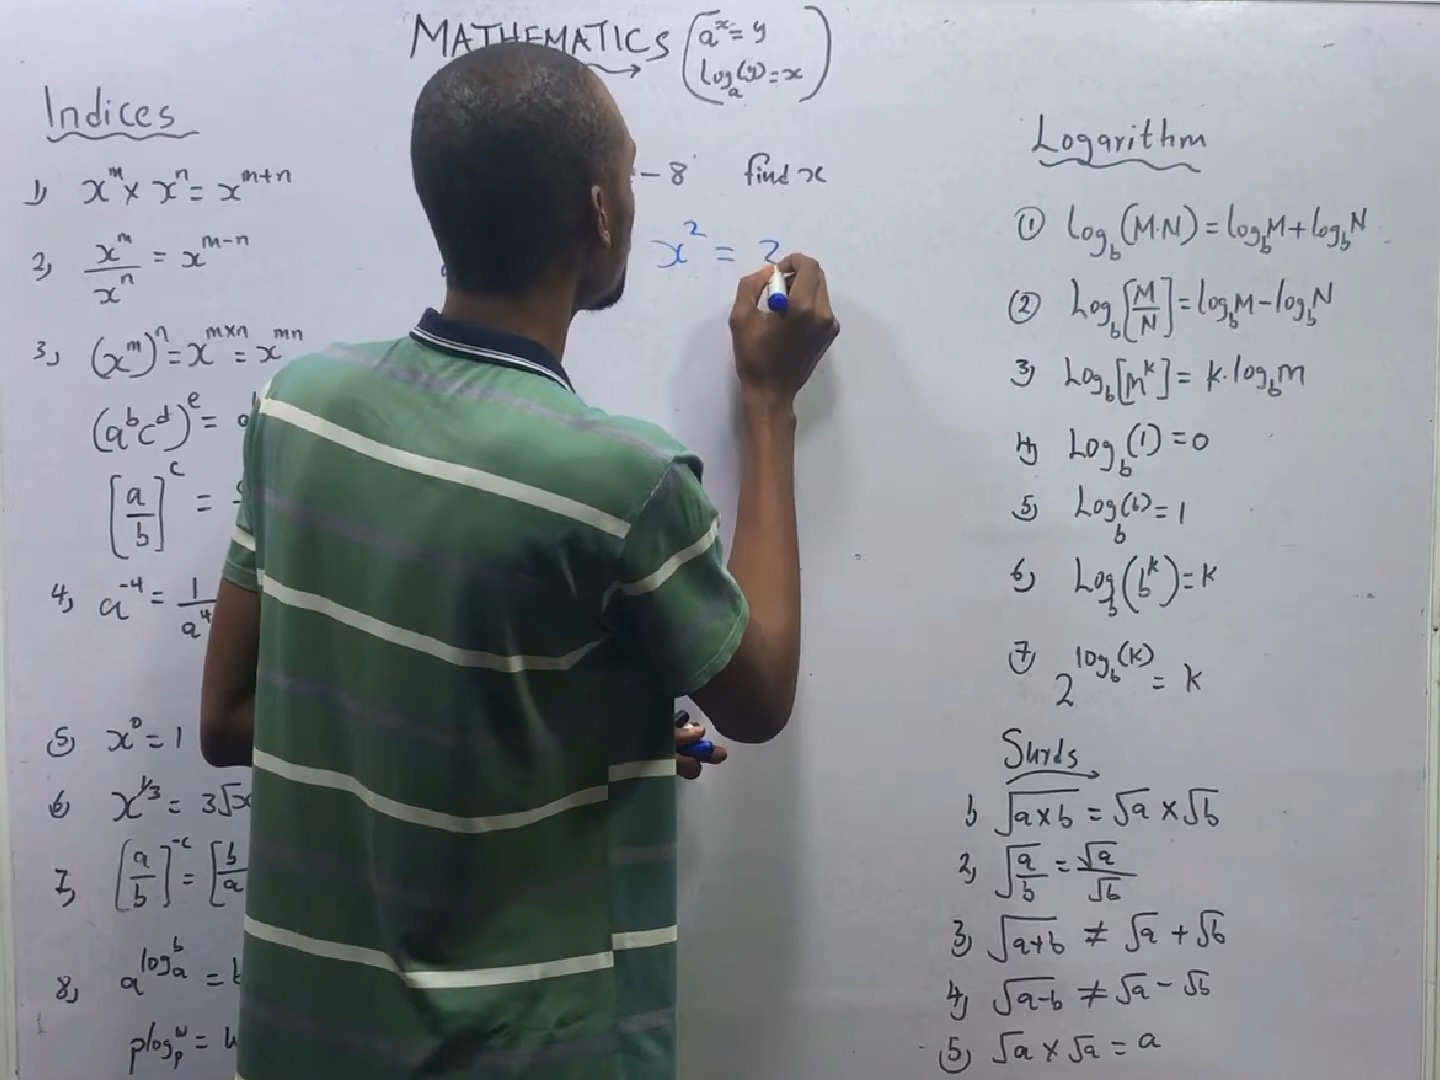 MATHEMATICS
a^x = y
log_a(y) = x
Indices
1) x^m × x^n = x^{m+n}
2) x^m / x^n = x^{m-n}
3) (x^m)^n = x^{m×n} = x^{mn}
(a^b c^d)^e =
[a/b]^c =
4) a^{-4} = 1/a^4
5) x^0 = 1
6) x^{1/3} = 3√x
7) [a/b]^{-c} = [b/a
8) a^{log_a^b} =
plog_p^w =
- 8 find x
x^2 = 2
Logarithm
① Log_b(M·N) = log_b M + log_b N
② Log_b[M/N] = log_b M - log_b N
3) Log_b[M^k] = k·log_b m
4) Log_b(1) = 0
5) Log_b(b) = 1
6) Log_b(b^k) = k
⑦ 2^{log_b(k)} = k
Surds
1) √(a×b) = √a × √b
2) √(a/b) = √a/√b
3) √(a+b) ≠ √a + √b
4) √(a-b) ≠ √a - √b
5) √a × √a = a